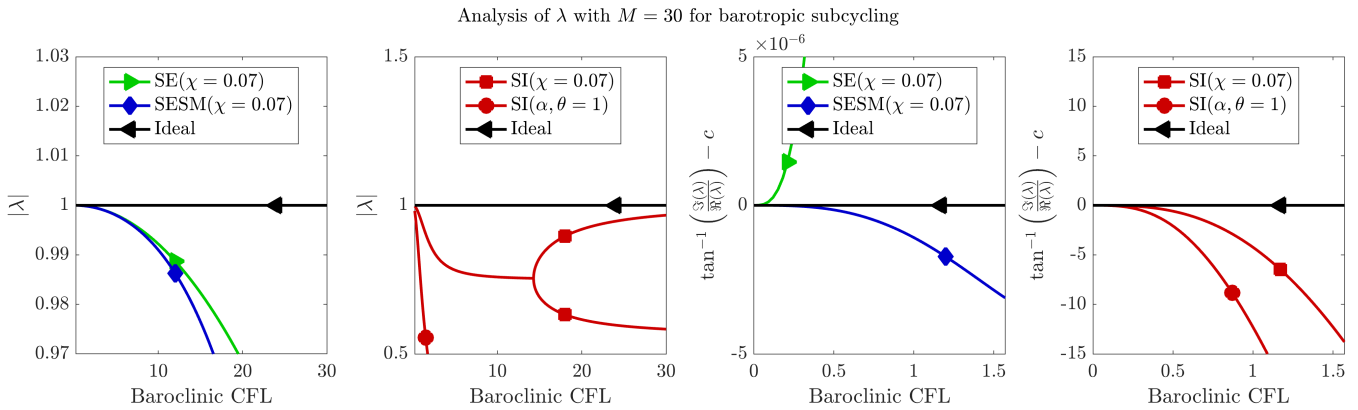 Analysis of λ with M = 30 for barotropic subcycling
1.03
1.02
1.01
1
0.99
0.98
0.97
|λ|
SE(χ = 0.07)
SESM(χ = 0.07)
Ideal
10
20
30
Baroclinic CFL
1.5
1
0.5
|λ|
SI(χ = 0.07)
SI(α, θ = 1)
Ideal
10
20
30
Baroclinic CFL
×10⁻⁶
5
0
-5
tan⁻¹(ℑ(λ)/ℜ(λ)) − c
SE(χ = 0.07)
SESM(χ = 0.07)
Ideal
0
0.5
1
1.5
Baroclinic CFL
15
10
5
0
-5
-10
-15
tan⁻¹(ℑ(λ)/ℜ(λ)) − c
SI(χ = 0.07)
SI(α, θ = 1)
Ideal
0
0.5
1
1.5
Baroclinic CFL